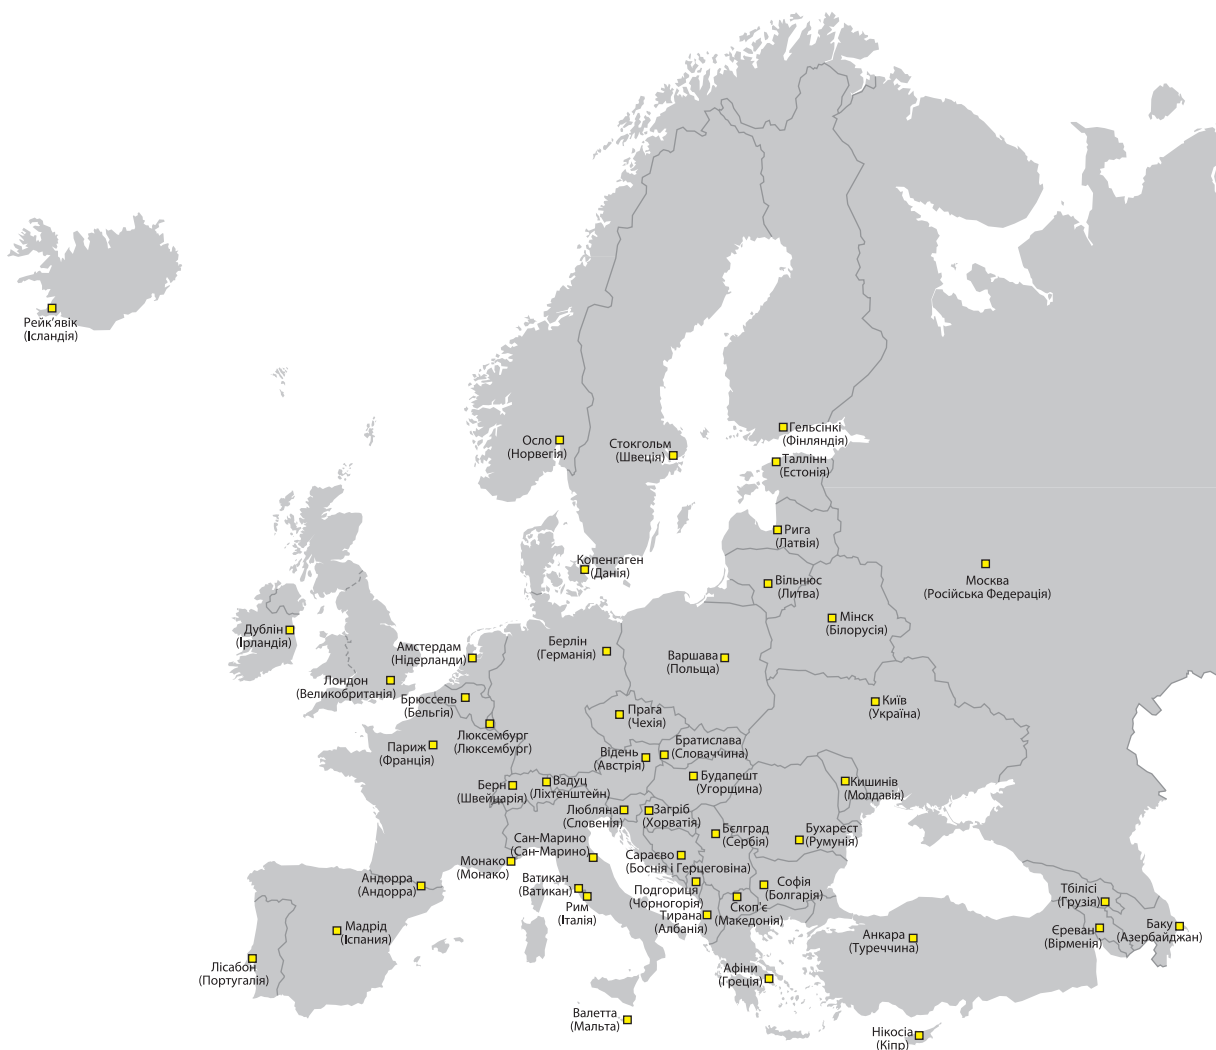 Рейк'явік
(Ісландія)
Осло
(Норвегія)
Стокгольм
(Швеція)
Гельсінкі
(Фінляндія)
Таллінн
(Естонія)
Рига
(Латвія)
Копенгаген
(Данія)
Вільнюс
(Литва)
Москва
(Російська Федерація)
Мінск
(Білорусія)
Дублін
(Ірландія)
Амстердам
(Нідерланди)
Берлін
(Германія)
Варшава
(Польща)
Лондон
(Великобританія)
Брюссель
(Бельгія)
Київ
(Україна)
Прага
(Чехія)
Люксембург
(Люксембург)
Париж
(Франція)
Відень
(Австрія)
Братислава
(Словаччина)
Берн
(Швейцарія)
Вадуц
(Ліхтенштейн)
Будапешт
(Угорщина)
Кишинів
(Молдавія)
Любляна
(Словенія)
Загріб
(Хорватія)
Бєлград
(Сербія)
Бухарест
(Румунія)
Сан-Марино
(Сан-Марино)
Монако
(Монако)
Сараєво
(Боснія і Герцеговіна)
Андорра
(Андорра)
Ватикан
(Ватикан)
Рим
(Італія)
Подгориця
(Чорногорія)
Софія
(Болгарія)
Скоп'є
(Македонія)
Тирана
(Албанія)
Тбілісі
(Грузія)
Мадрід
(Іспания)
Анкара
(Туреччина)
Єреван
(Вірменія)
Баку
(Азербайджан)
Лісабон
(Португалія)
Афіни
(Греція)
Валетта
(Мальта)
Нікосіа
(Кіпр)